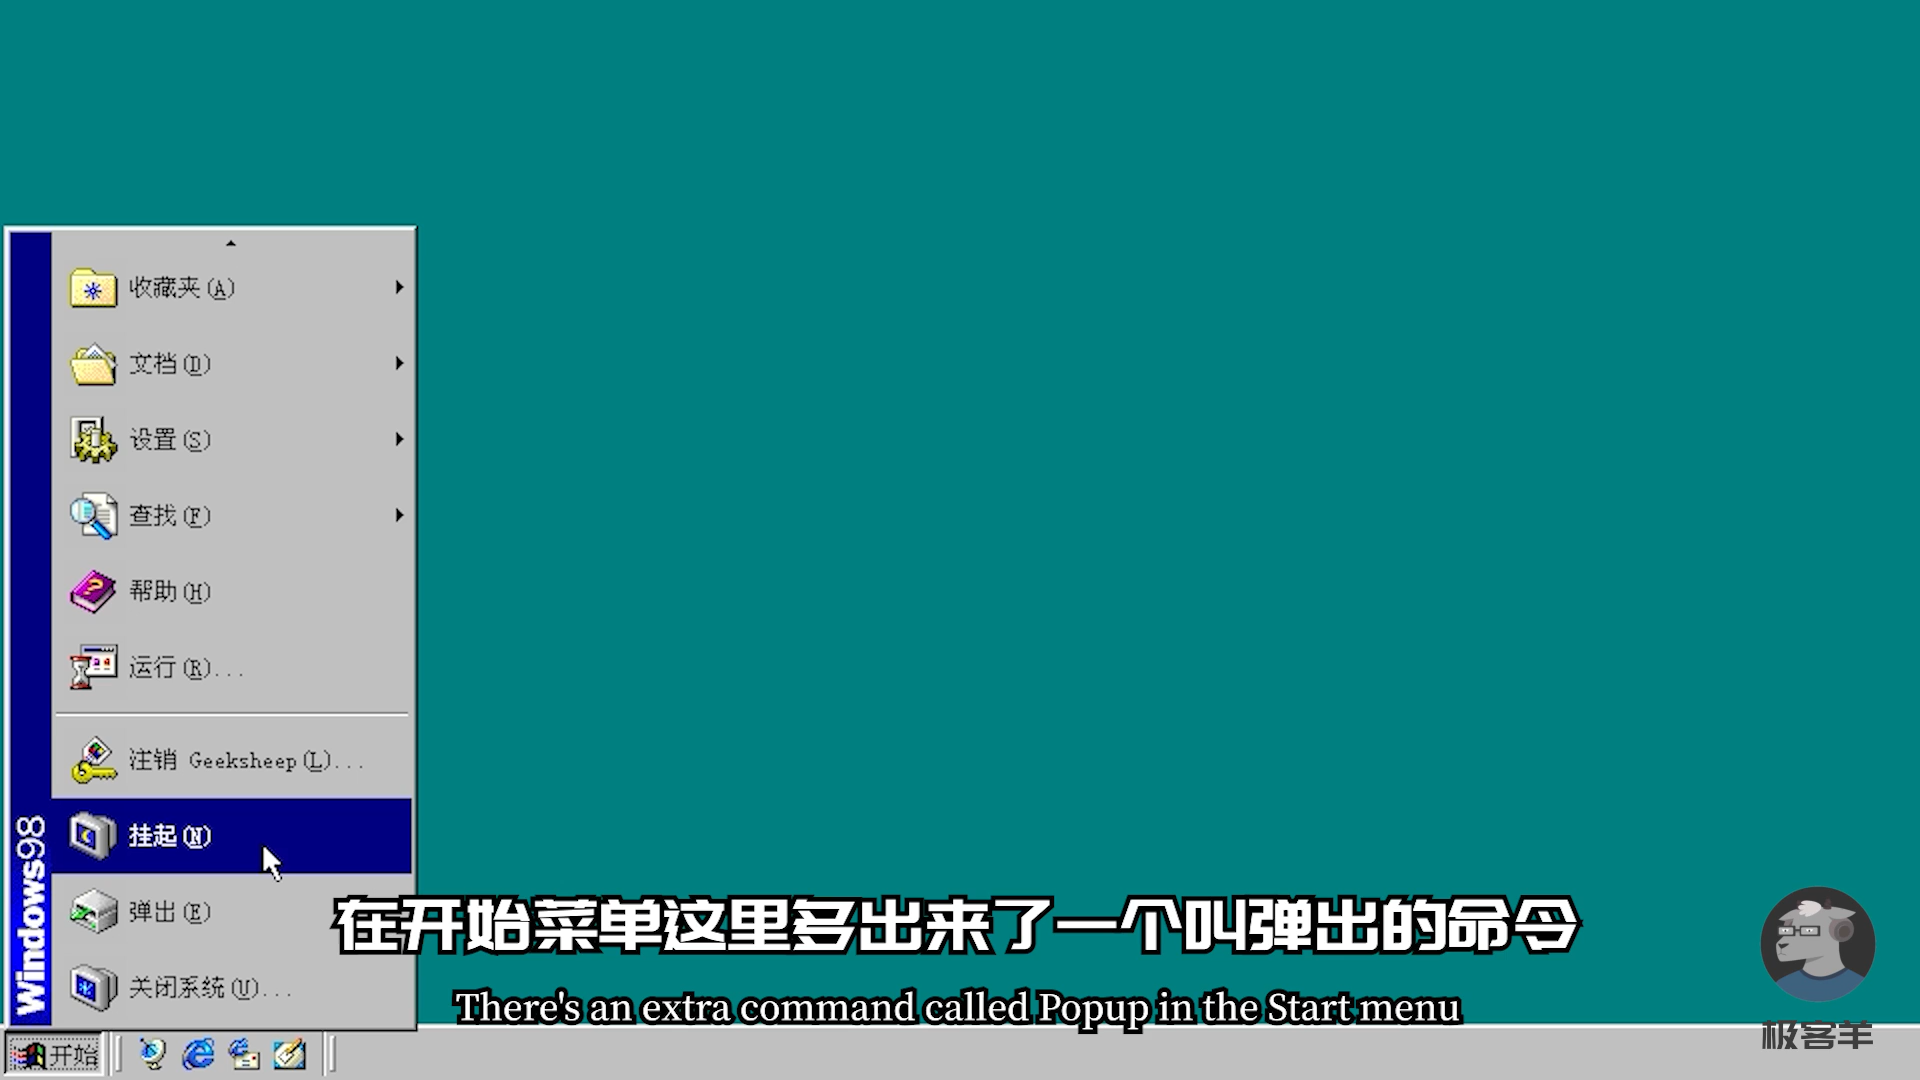 收藏夹(A)
文档(D)
设置(S)
查找(F)
帮助(H)
运行(R)...
注销 Geeksheep(L)...
挂起(N)
弹出(E)
关闭系统(U)...
Windows98
在开始菜单这里多出来了一个叫弹出的命令
There's an extra command called Popup in the Start menu
开始
极客羊